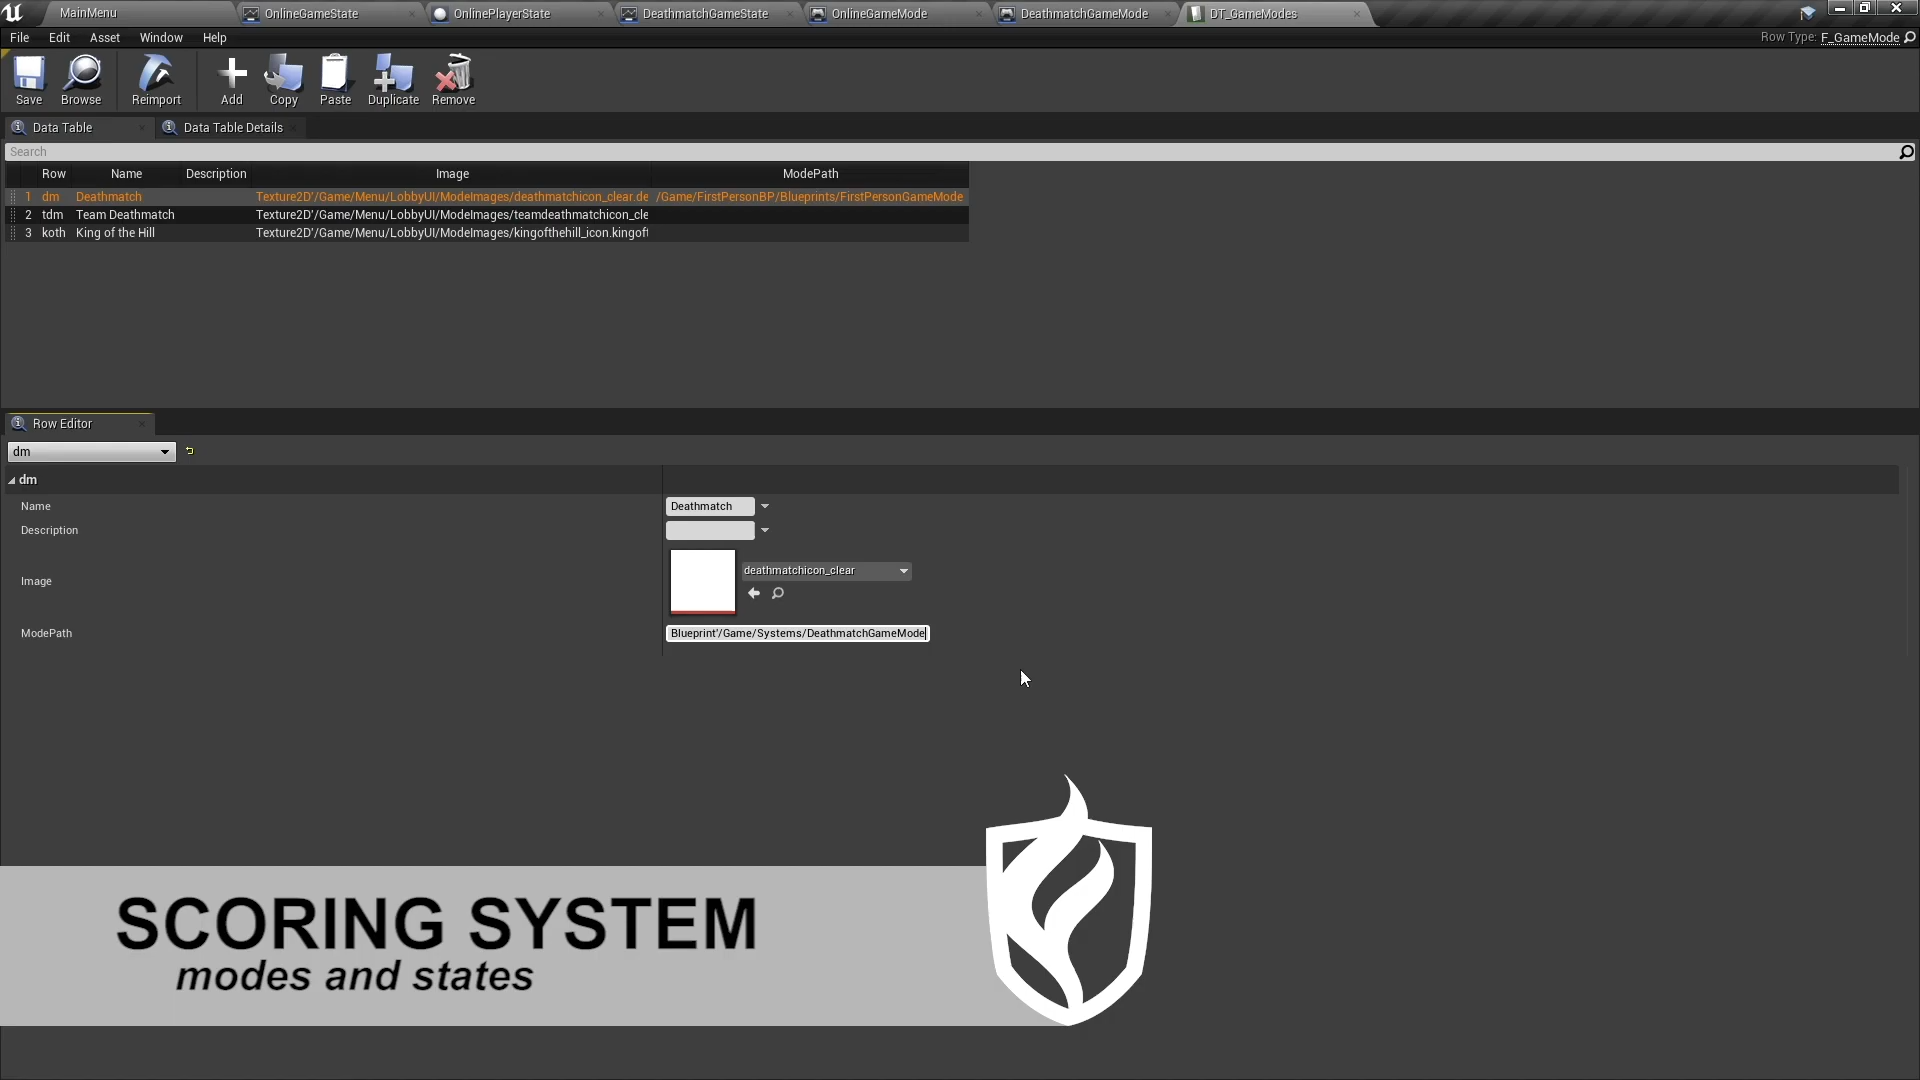 MainMenu OnlineGameState OnlinePlayerState DeathmatchGameState OnlineGameMode DeathmatchGameMode DT_GameModes
File Edit Asset Window Help Row Type: F_GameMode
Save Browse Reimport Add Copy Paste Duplicate Remove
Data Table Data Table Details
Search
Row Name Description Image ModePath
1 dm Deathmatch Texture2D'/Game/Menu/LobbyUI/ModeImages/deathmatchicon_clear.de /Game/FirstPersonBP/Blueprints/FirstPersonGameMode
2 tdm Team Deathmatch Texture2D'/Game/Menu/LobbyUI/ModeImages/teamdeathmatchicon_cle
3 koth King of the Hill Texture2D'/Game/Menu/LobbyUI/ModeImages/kingofthehill_icon.kingoft
Row Editor
dm
dm
Name Deathmatch
Description
Image deathmatchicon_clear
ModePath Blueprint'/Game/Systems/DeathmatchGameMode
SCORING SYSTEM
modes and states